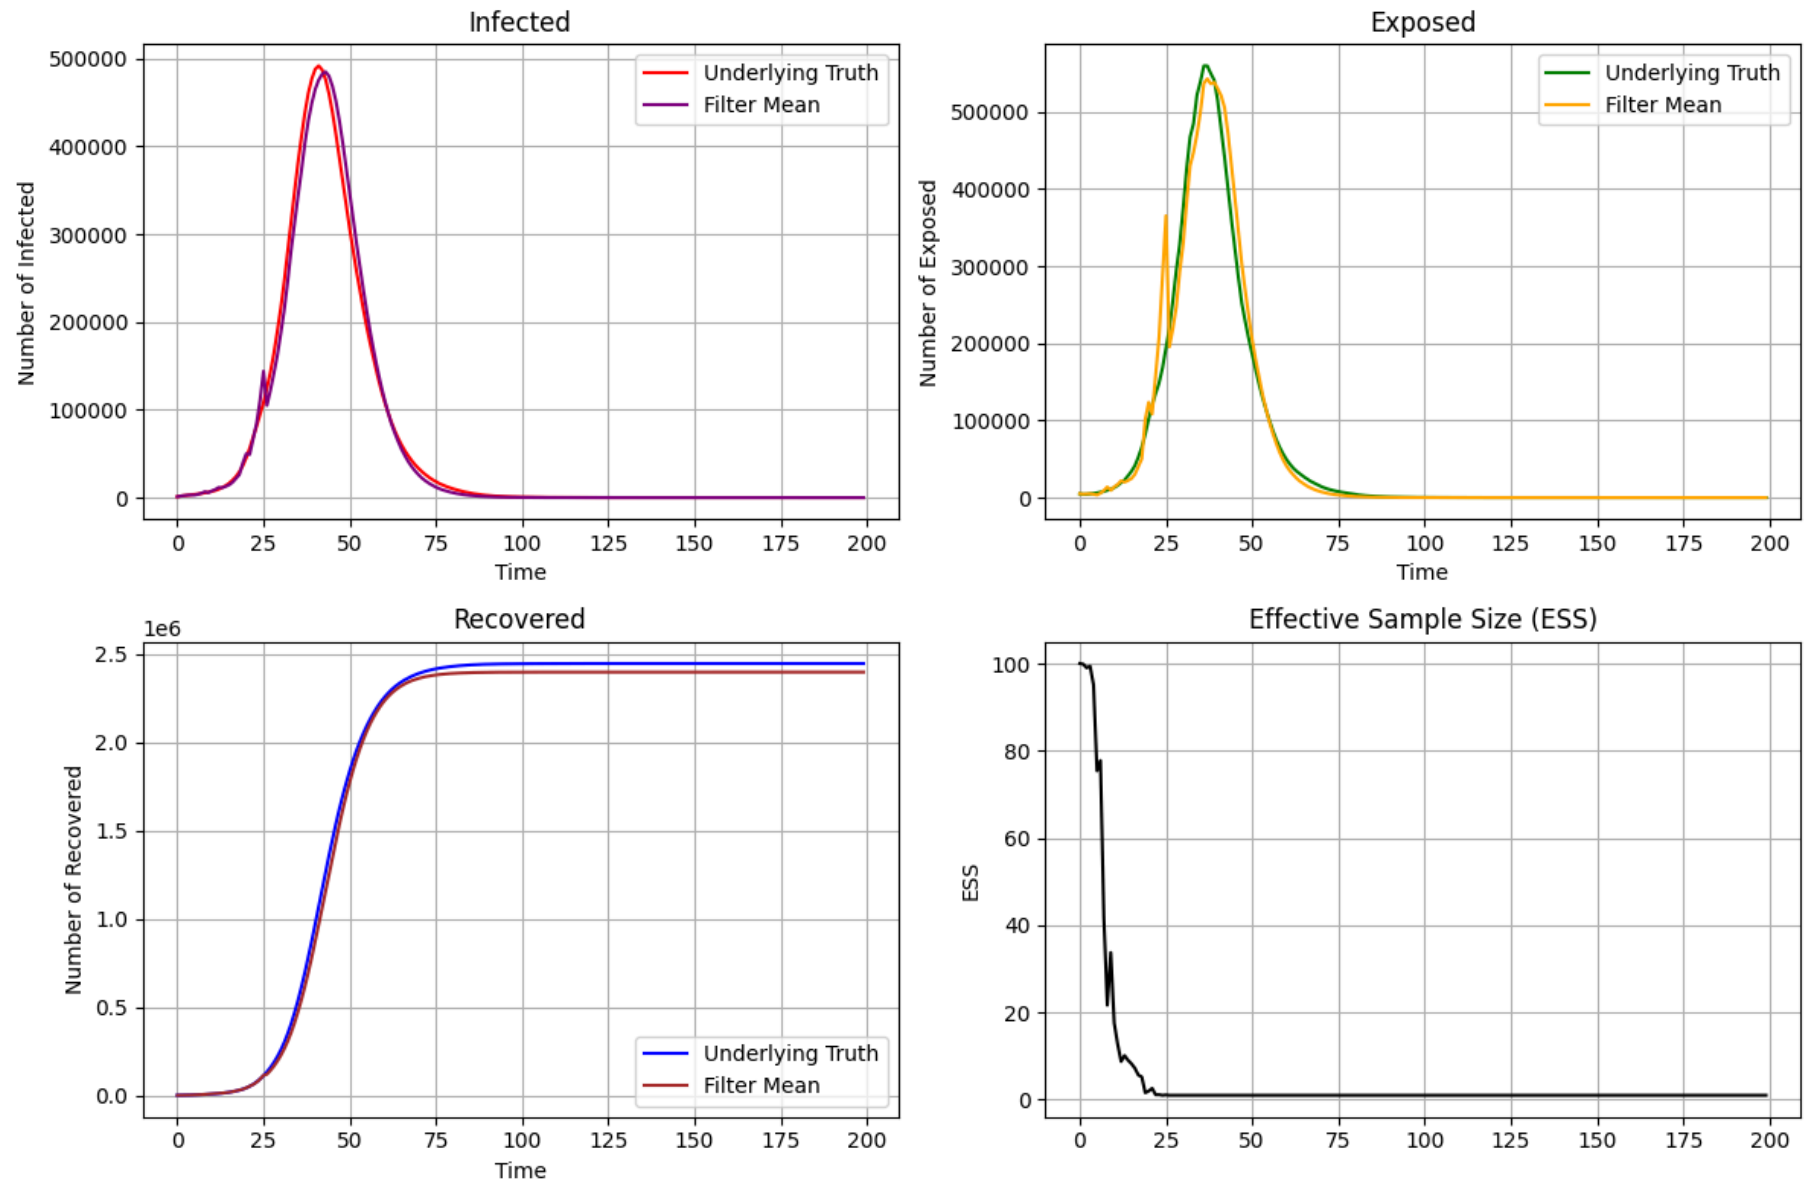 Infected
Number of Infected
500000
400000
300000
200000
100000
0
Underlying Truth
Filter Mean
0 25 50 75 100 125 150 175 200
Time
Exposed
Number of Exposed
500000
400000
300000
200000
100000
0
Underlying Truth
Filter Mean
0 25 50 75 100 125 150 175 200
Time
Recovered
1e6
Number of Recovered
2.5
2.0
1.5
1.0
0.5
0.0
Underlying Truth
Filter Mean
0 25 50 75 100 125 150 175 200
Time
Effective Sample Size (ESS)
ESS
100
80
60
40
20
0
0 25 50 75 100 125 150 175 200